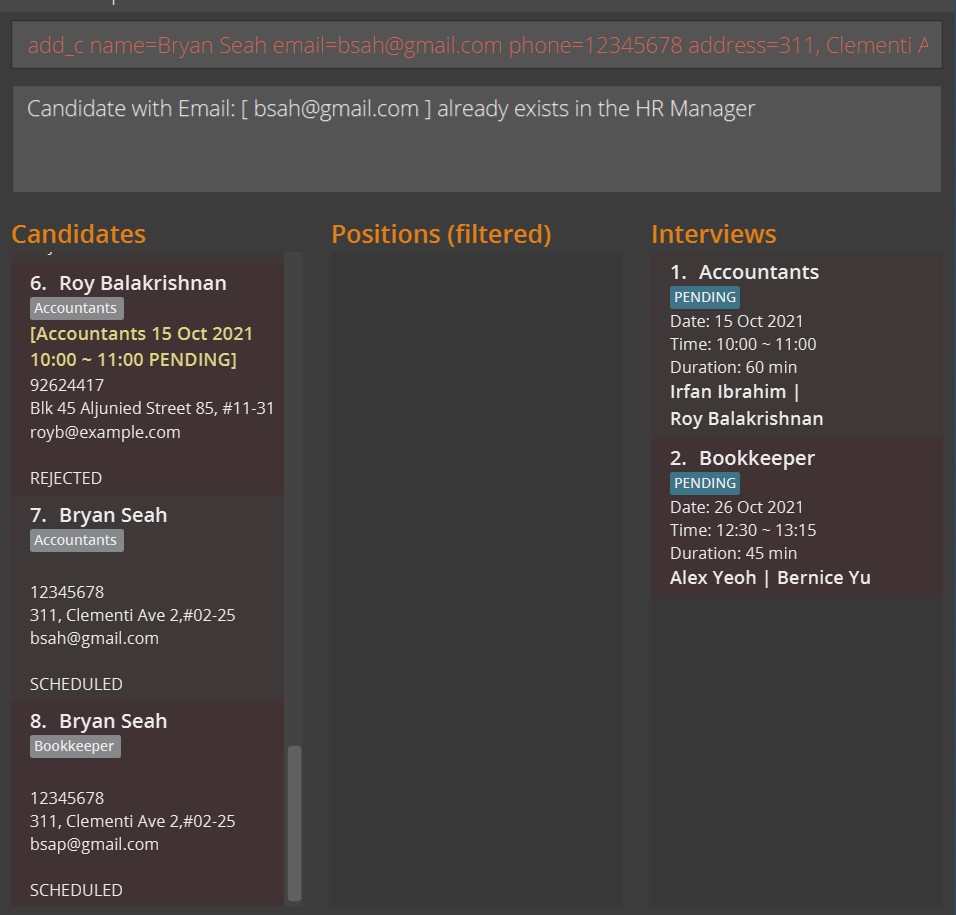 add_c name=Bryan Seah email=bsah@gmail.com phone=12345678 address=311, Clementi A
Candidate with Email: [ bsah@gmail.com ] already exists in the HR Manager
Candidates
6. Roy Balakrishnan
Accountants
[Accountants 15 Oct 2021
10:00 ~ 11:00 PENDING]
92624417
Blk 45 Aljunied Street 85, #11-31
royb@example.com
REJECTED
7. Bryan Seah
Accountants
12345678
311, Clementi Ave 2,#02-25
bsah@gmail.com
SCHEDULED
8. Bryan Seah
Bookkeeper
12345678
311, Clementi Ave 2,#02-25
bsap@gmail.com
SCHEDULED
Positions (filtered)
Interviews
1. Accountants
PENDING
Date: 15 Oct 2021
Time: 10:00 ~ 11:00
Duration: 60 min
Irfan Ibrahim |
Roy Balakrishnan
2. Bookkeeper
PENDING
Date: 26 Oct 2021
Time: 12:30 ~ 13:15
Duration: 45 min
Alex Yeoh | Bernice Yu